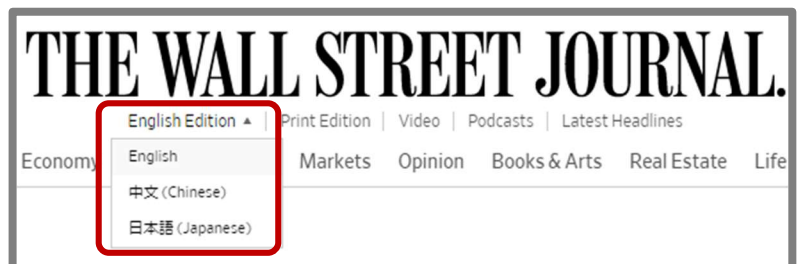 THE WALL STREET JOURNAL.
English Edition ▲ | Print Edition | Video | Podcasts | Latest Headlines
Economy Markets Opinion Books & Arts Real Estate Life
English
中文 (Chinese)
日本語 (Japanese)